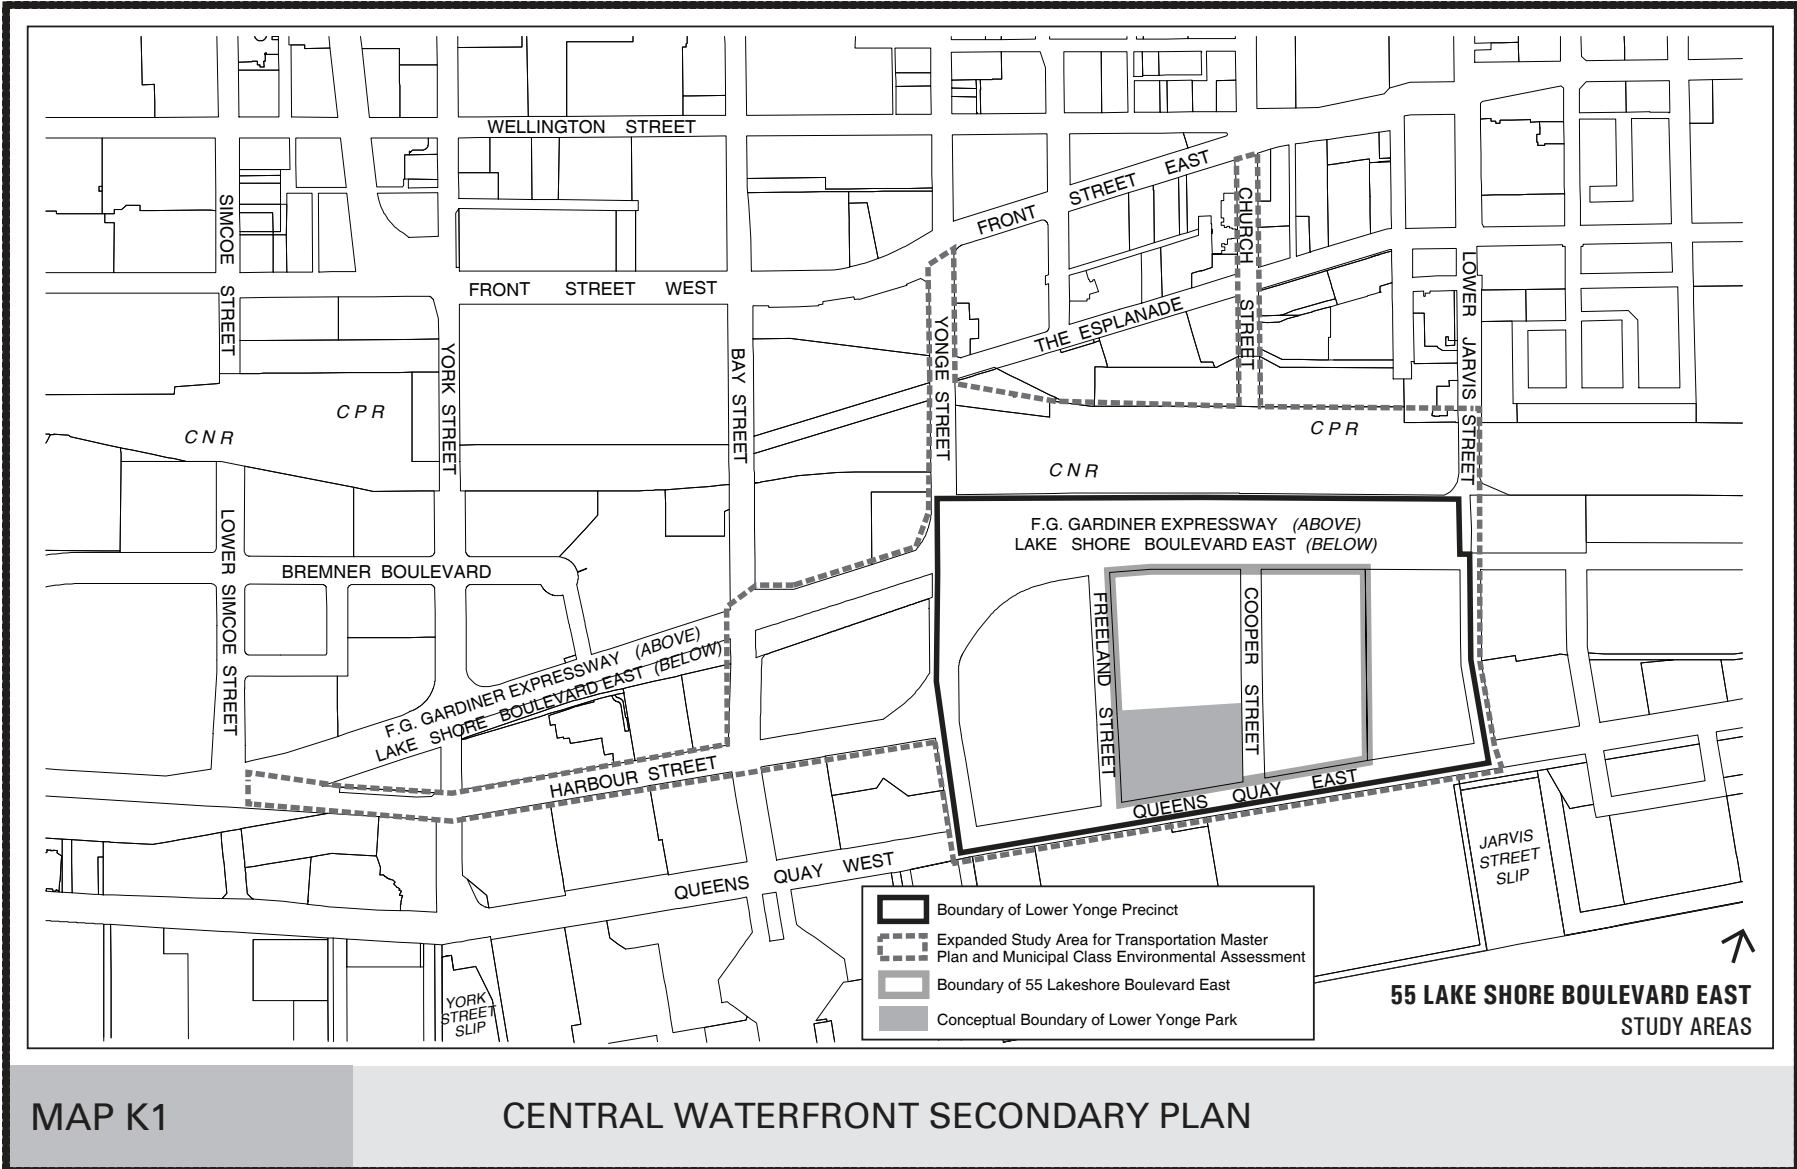 WELLINGTON STREET
FRONT STREET EAST
SIMCOE STREET
CHURCH STREET
LOWER JARVIS STREET
FRONT STREET WEST
THE ESPLANADE
YONGE STREET
YORK STREET
BAY STREET
CPR
CNR
CPR
CNR
F.G. GARDINER EXPRESSWAY (ABOVE)
LAKE SHORE BOULEVARD EAST (BELOW)
LOWER SIMCOE STREET
BREMNER BOULEVARD
FREELAND STREET
COOPER STREET
F.G. GARDINER EXPRESSWAY (ABOVE)
LAKE SHORE BOULEVARD EAST (BELOW)
HARBOUR STREET
QUEENS QUAY EAST
QUEENS QUAY WEST
JARVIS
STREET
SLIP
YORK
STREET
SLIP
Boundary of Lower Yonge Precinct
Expanded Study Area for Transportation Master
Plan and Municipal Class Environmental Assessment
Boundary of 55 Lakeshore Boulevard East
Conceptual Boundary of Lower Yonge Park
55 LAKE SHORE BOULEVARD EAST
STUDY AREAS
MAP K1
CENTRAL WATERFRONT SECONDARY PLAN